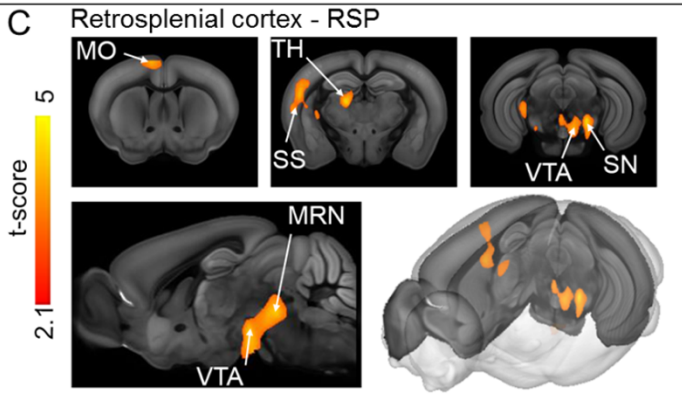 C Retrosplenial cortex - RSP
MO
TH
SS
VTA
SN
5
t-score
2.1
MRN
VTA